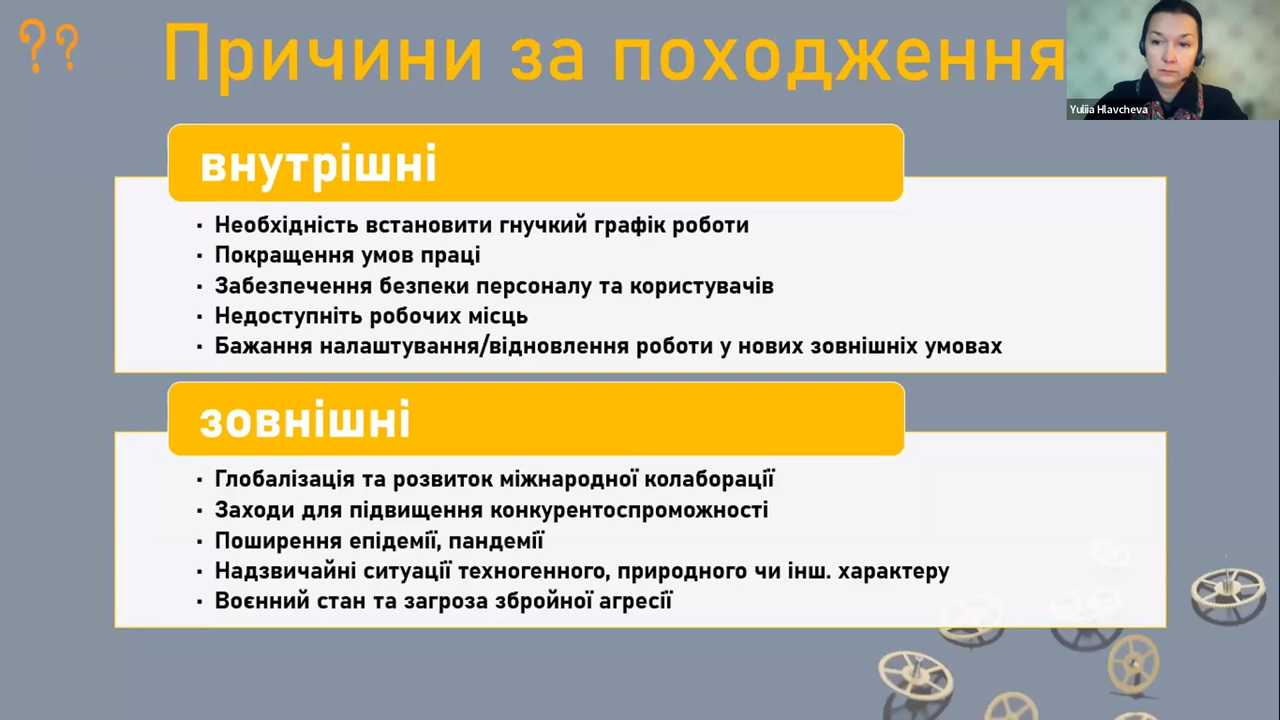 ??
Причини за походження
Yuliia Hlavcheva
внутрішні
▪ Необхідність встановити гнучкий графік роботи
▪ Покращення умов праці
▪ Забезпечення безпеки персоналу та користувачів
▪ Недоступніть робочих місць
▪ Бажання налаштування/відновлення роботи у нових зовнішніх умовах
зовнішні
▪ Глобалізація та розвиток міжнародної колаборації
▪ Заходи для підвищення конкурентоспроможності
▪ Поширення епідемії, пандемії
▪ Надзвичайні ситуації техногенного, природного чи інш. характеру
▪ Воєнний стан та загроза збройної агресії